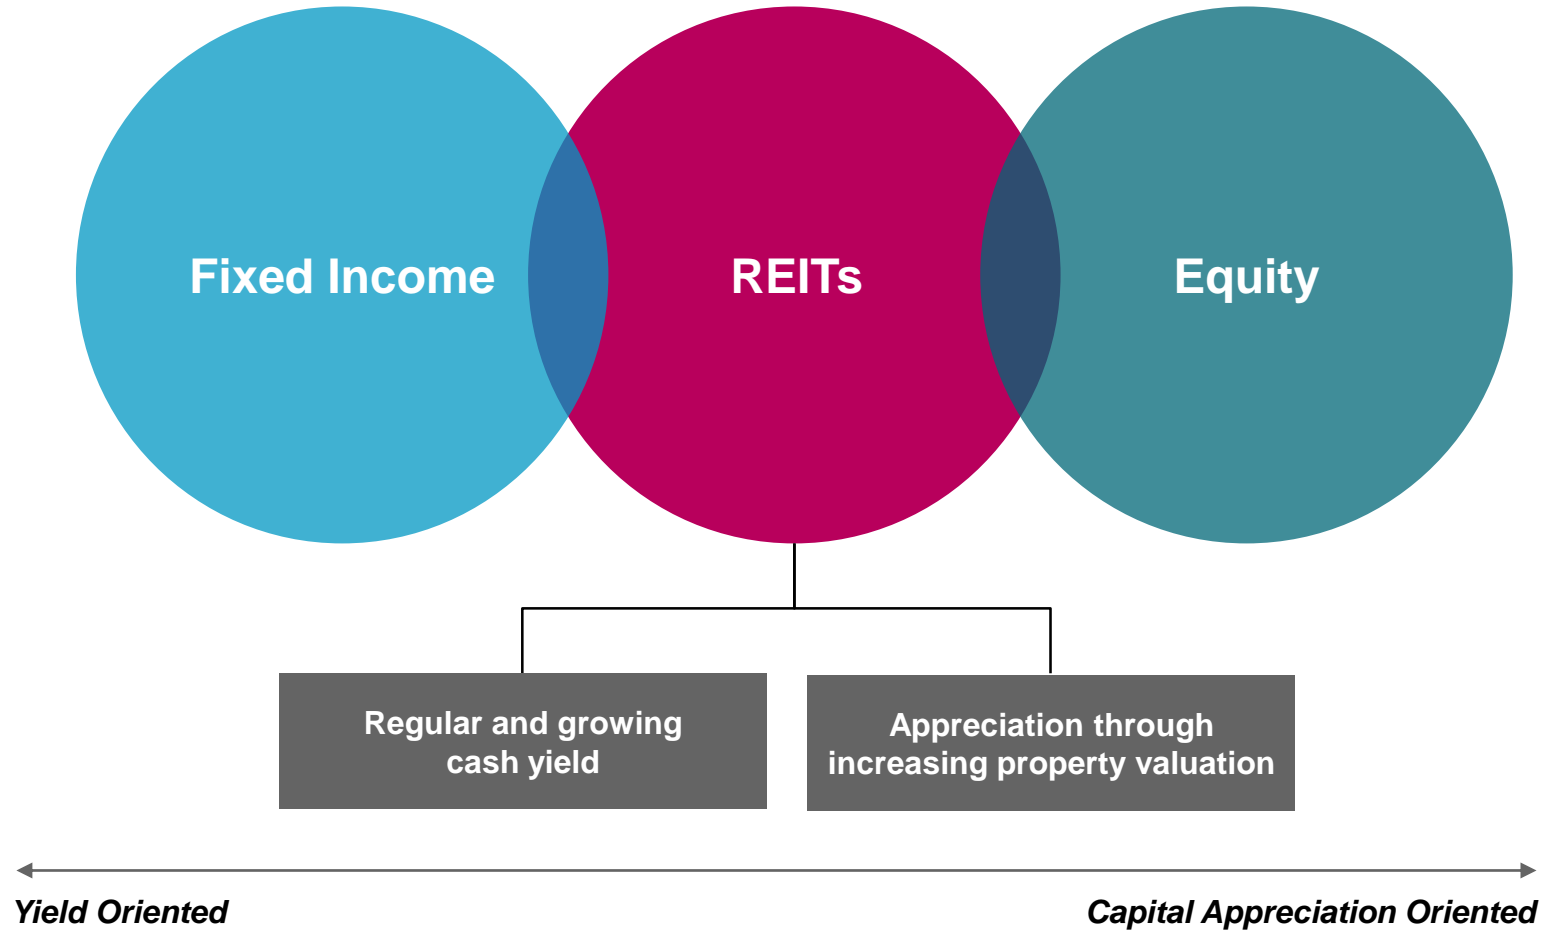 Fixed Income
REITs
Equity
Regular and growing
cash yield
Appreciation through
increasing property valuation
Yield Oriented
Capital Appreciation Oriented